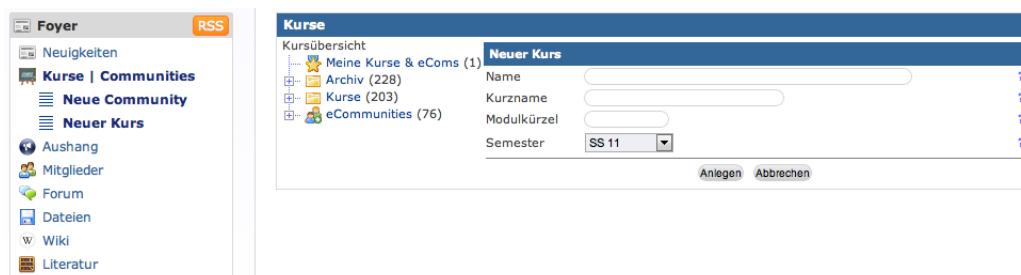 Foyer RSS
Neuigkeiten
Kurse | Communities
Neue Community
Neuer Kurs
Aushang
Mitglieder
Forum
Dateien
W Wiki
Literatur
Kurse
Kursübersicht
Meine Kurse & eComs (1)
Archiv (228)
Kurse (203)
eCommunities (76)
Neuer Kurs
Name
Kurzname
Modulkürzel
Semester SS 11
Anlegen Abbrechen